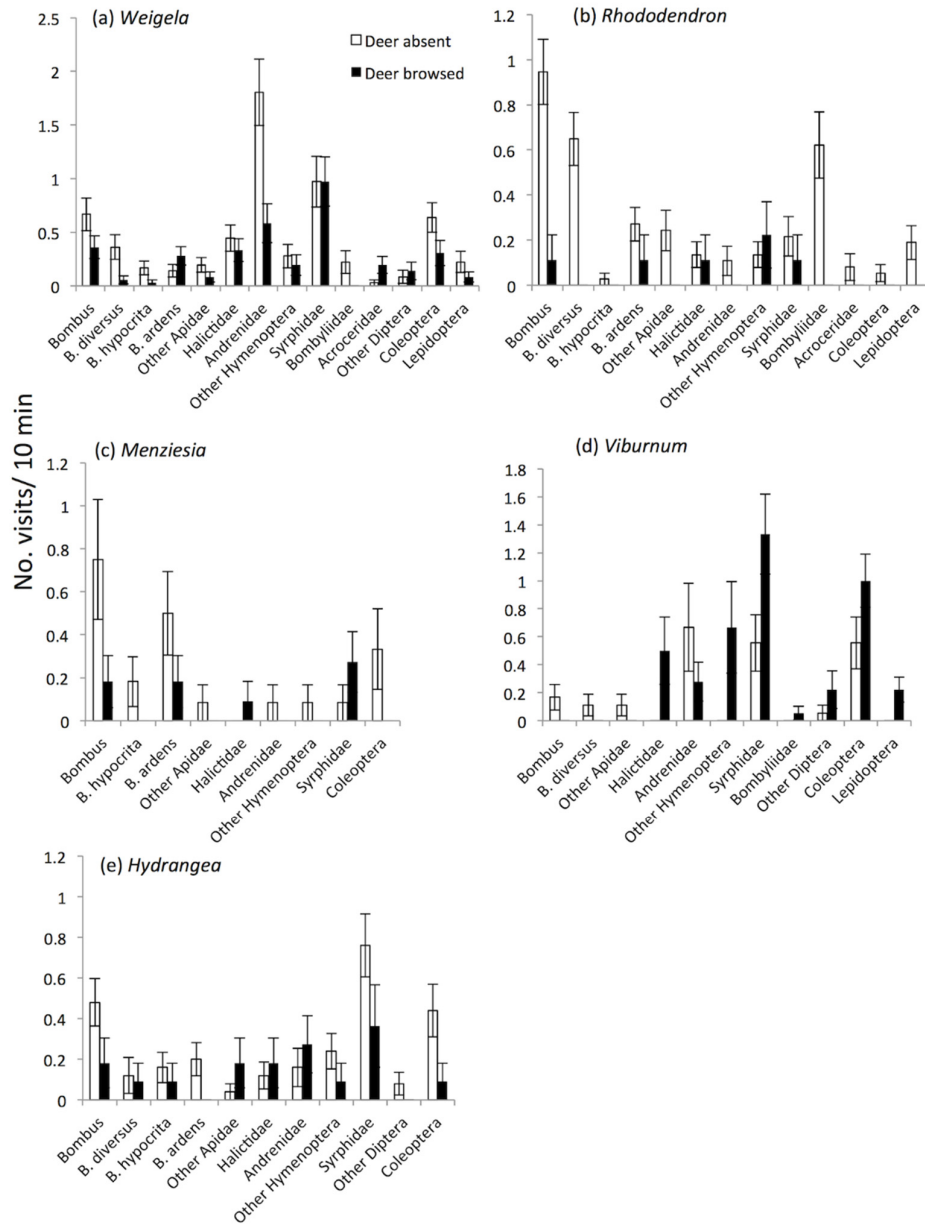 (a) Weigela
Deer absent
Deer browsed
2.5
2
1.5
1
0.5
0
Bombus
B. diversus
B. hypocrita
B. ardens
Other Apidae
Halictidae
Andrenidae
Other Hymenoptera
Syrphidae
Bombyliidae
Acroceridae
Other Diptera
Coleoptera
Lepidoptera
(b) Rhododendron
1.2
1
0.8
0.6
0.4
0.2
0
Bombus
B. diversus
B. hypocrita
B. ardens
Other Apidae
Halictidae
Andrenidae
Other Hymenoptera
Syrphidae
Bombyliidae
Acroceridae
Coleoptera
Lepidoptera
No. visits/ 10 min
(c) Menziesia
1.2
1
0.8
0.6
0.4
0.2
0
Bombus
B. hypocrita
B. ardens
Other Apidae
Halictidae
Andrenidae
Other Hymenoptera
Syrphidae
Coleoptera
(d) Viburnum
1.8
1.6
1.4
1.2
1
0.8
0.6
0.4
0.2
0
Bombus
B. diversus
Other Apidae
Halictidae
Andrenidae
Other Hymenoptera
Syrphidae
Bombyliidae
Other Diptera
Coleoptera
Lepidoptera
(e) Hydrangea
1.2
1
0.8
0.6
0.4
0.2
0
Bombus
B. diversus
B. hypocrita
B. ardens
Other Apidae
Halictidae
Andrenidae
Other Hymenoptera
Syrphidae
Other Diptera
Coleoptera